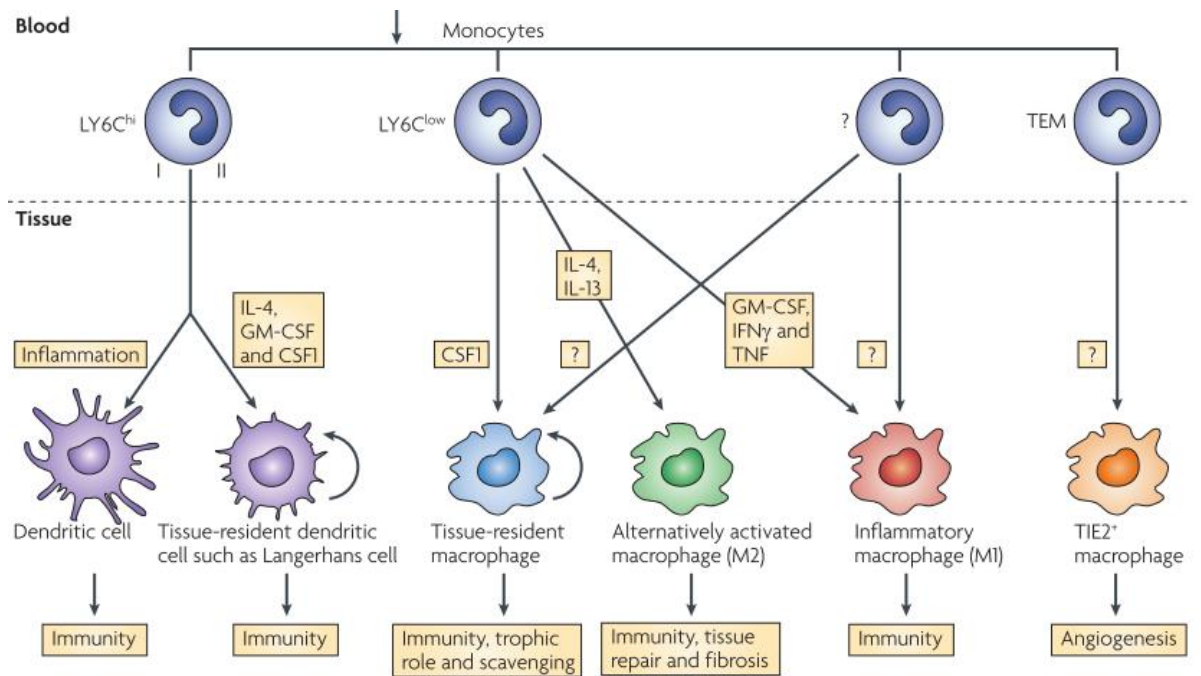 Blood
Monocytes
LY6Chi
LY6Clow
?
TEM
I
II
Tissue
IL-4,
IL-13
IL-4,
GM-CSF
and CSF1
GM-CSF,
IFNγ and
TNF
Inflammation
CSF1
?
?
?
Dendritic cell
Tissue-resident dendritic
cell such as Langerhans cell
Tissue-resident
macrophage
Alternatively activated
macrophage (M2)
Inflammatory
macrophage (M1)
TIE2+
macrophage
Immunity
Immunity
Immunity, trophic
role and scavenging
Immunity, tissue
repair and fibrosis
Immunity
Angiogenesis